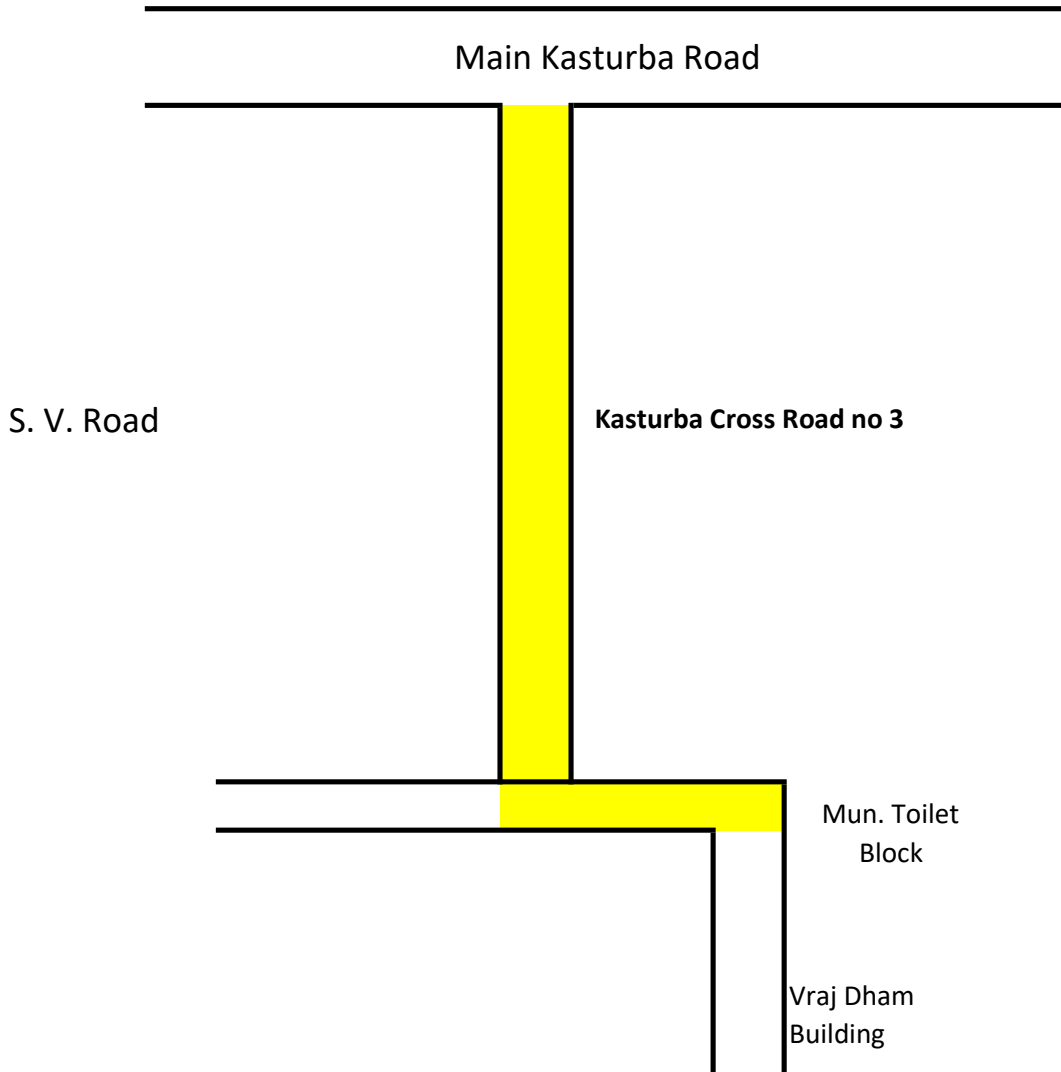 Main Kasturba Road
S. V. Road
Kasturba Cross Road no 3
Mun. Toilet
Block
Vraj Dham
Building